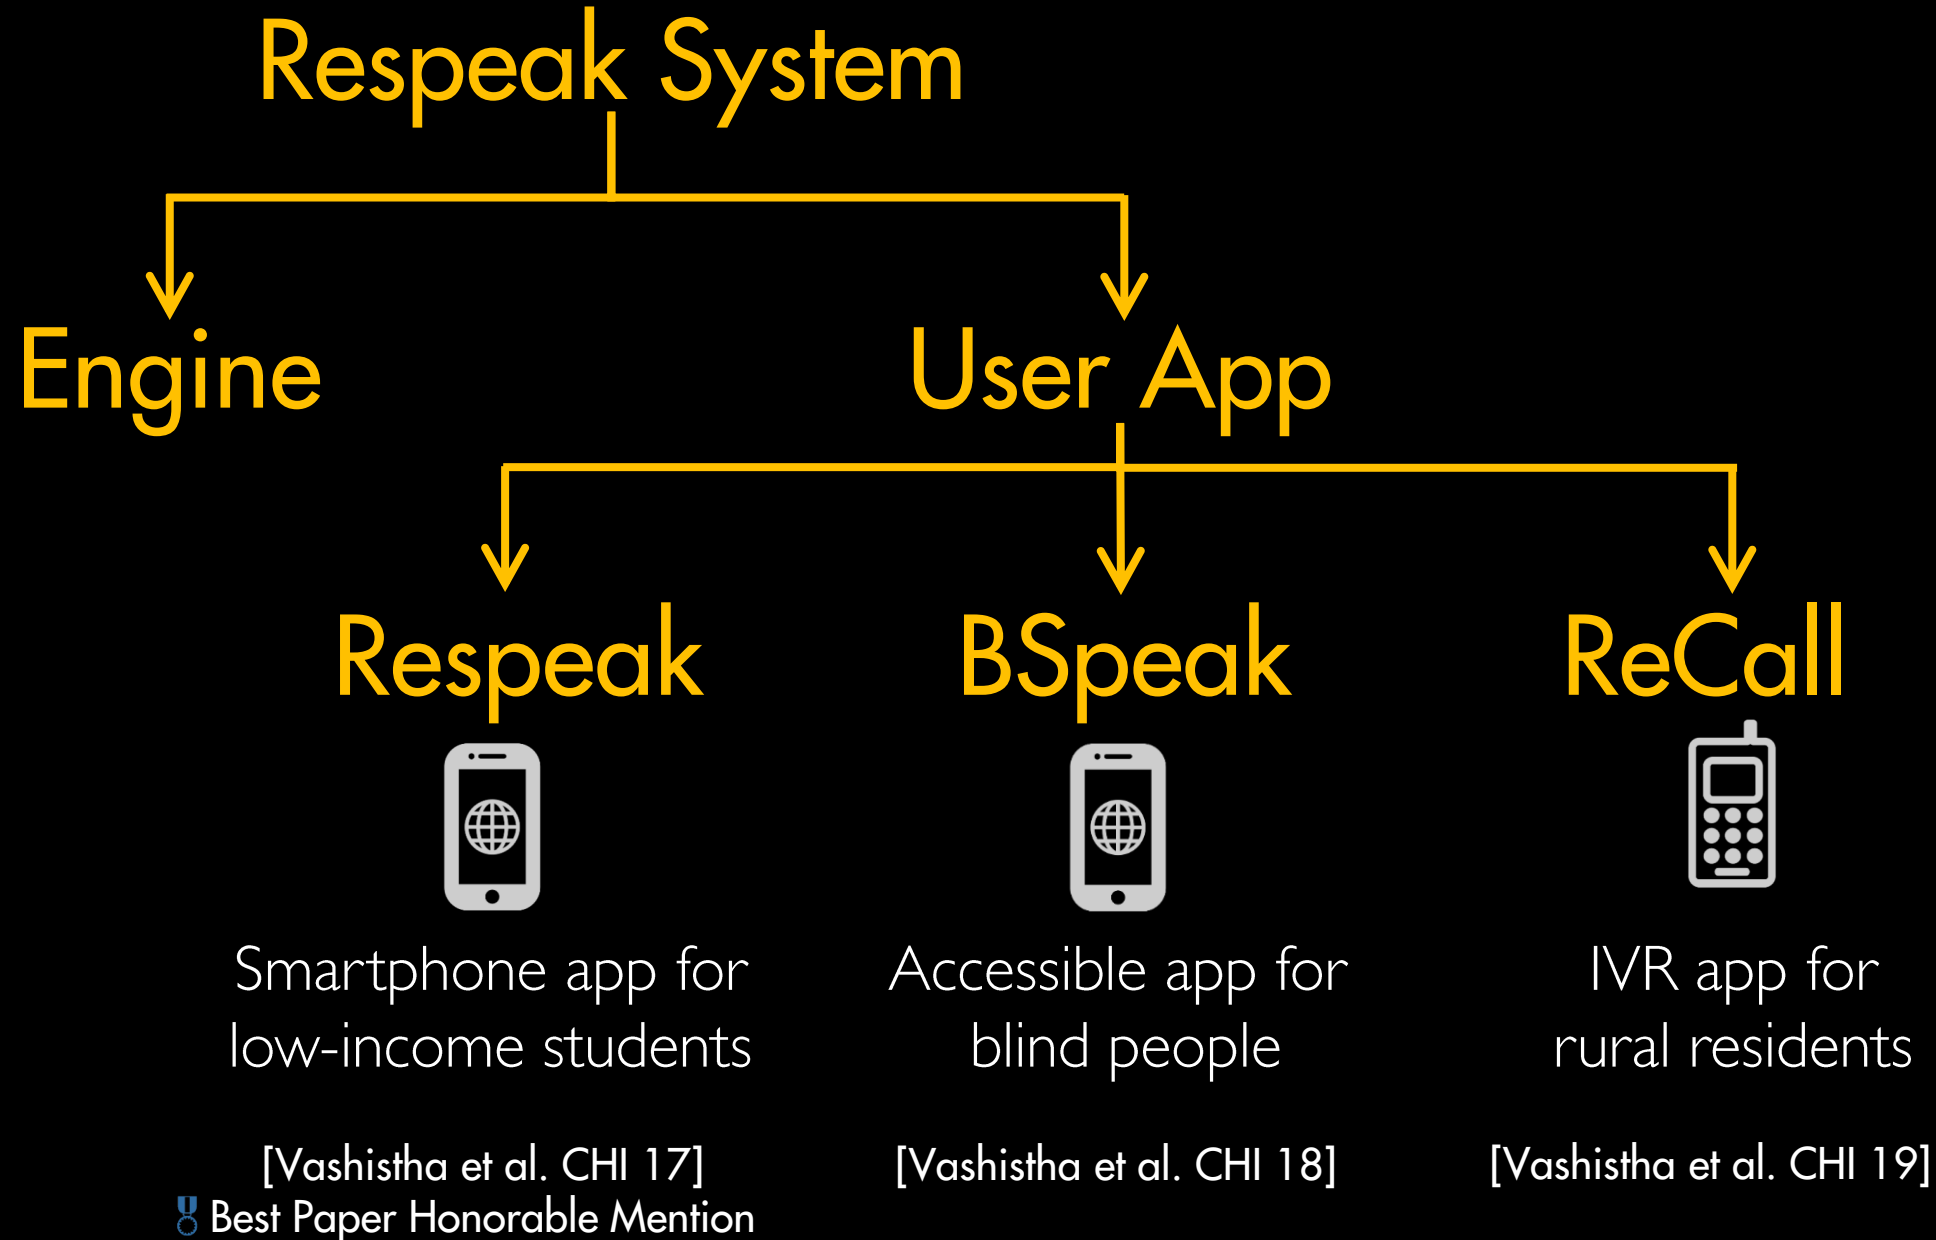 Respeak System
Engine
User App
Respeak
BSpeak
ReCall
Smartphone app for
low-income students
Accessible app for
blind people
IVR app for
rural residents
[Vashistha et al. CHI 17]
Best Paper Honorable Mention
[Vashistha et al. CHI 18]
[Vashistha et al. CHI 19]